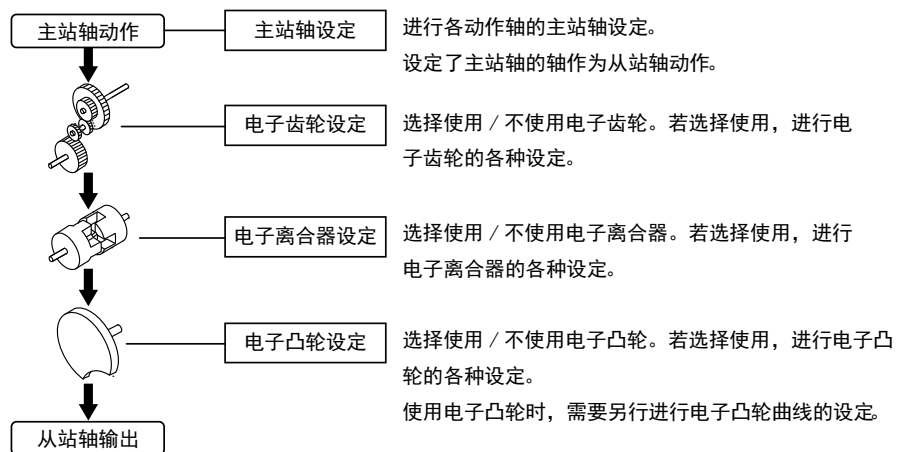 主站轴动作
主站轴设定
进行各动作轴的主站轴设定。
设定了主站轴的轴作为从站轴动作。
电子齿轮设定
选择使用 / 不使用电子齿轮。若选择使用，进行电
子齿轮的各种设定。
电子离合器设定
选择使用 / 不使用电子离合器。若选择使用，进行
电子离合器的各种设定。
电子凸轮设定
选择使用 / 不使用电子凸轮。若选择使用，进行电子凸
轮的各种设定。
使用电子凸轮时，需要另行进行电子凸轮曲线的设定。
从站轴输出